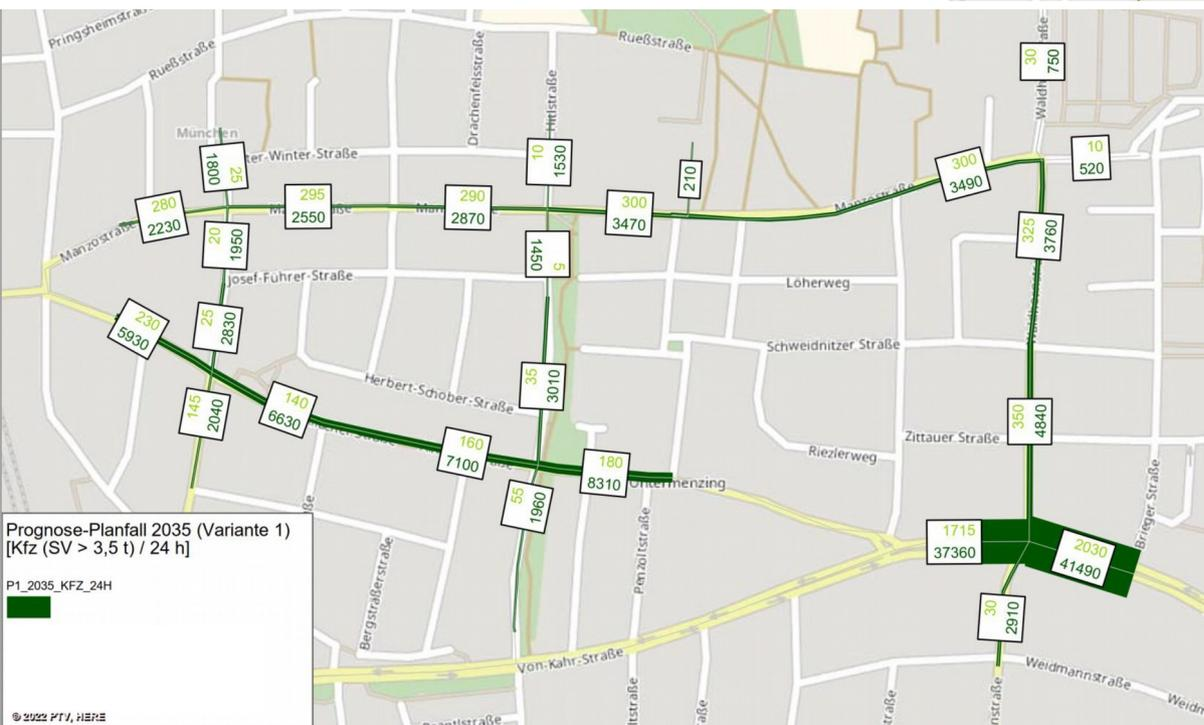 Pringsheimstraße
Rueßstraße
Rueßstraße
Drachenfelsstraße
Hitlstraße
30
750
München
1800
25
ter-Winter-Straße
10
1530
210
300
3490
10
520
280
2230
295
2550
290
2870
300
3470
Manzostraße
Manzostraße
20
1950
1450
5
325
3760
Josef-Führer-Straße
Löherweg
230
5930
25
2830
Schweidnitzer Straße
35
3010
Herbert-Schober-Straße
145
2040
140
6630
160
7100
350
4840
Zittauer Straße
Riezlerweg
180
8310
Untermenzing
55
1960
Brieger Straße
1715
37360
2030
41490
Penzoltstraße
Bergsträßerstraße
30
2910
Von-Kahr-Straße
Weidmannstraße
Prognose-Planfall 2035 (Variante 1)
[Kfz (SV > 3,5 t) / 24 h]
P1_2035_KFZ_24H
© 2022 PTV, HERE